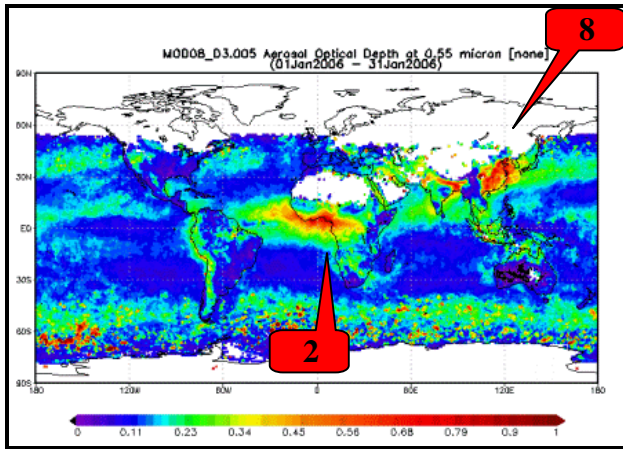 8
MOD08_D3.005 Aerosol Optical Depth at 0.55 micron [none]
(01Jan2006 - 31Jan2006)
90N
60N
30N
EQ
30S
60S
90S
2
180 120W 60W 0 60E 120E 180
0 0.11 0.23 0.34 0.45 0.56 0.68 0.79 0.9 1